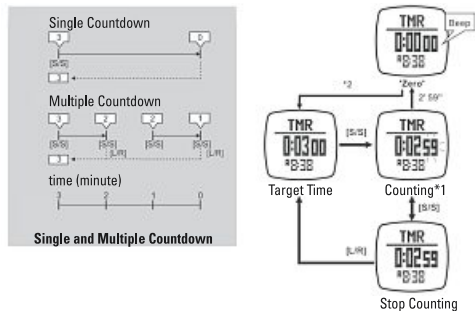 Single Countdown
3 0
[S/S]
3
Multiple Countdown
3 2 2 1
[S/S] [S/S] [S/S] [S/S]
[L/R] [L/R]
3
time (minute)
3 2 1 0
Single and Multiple Countdown
TMR
0:00 00
A 8:38
Beep
"Zero"
*2
2' 59"
TMR
0:03 00
A 8:38
Target Time
[S/S]
TMR
0:02 59
A 8:38
Counting*1
[S/S]
[L/R]
TMR
0:02 59
A 8:38
Stop Counting